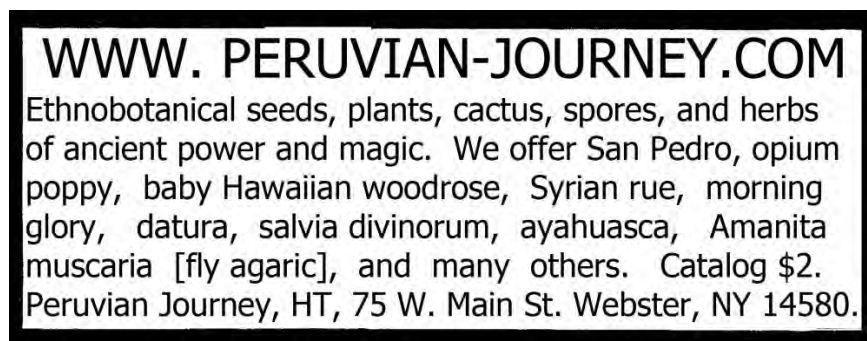 WWW. PERUVIAN-JOURNEY.COM
Ethnobotanical seeds, plants, cactus, spores, and herbs
of ancient power and magic. We offer San Pedro, opium
poppy, baby Hawaiian woodrose, Syrian rue, morning
glory, datura, salvia divinorum, ayahuasca, Amanita
muscaria [fly agaric], and many others. Catalog $2.
Peruvian Journey, HT, 75 W. Main St. Webster, NY 14580.